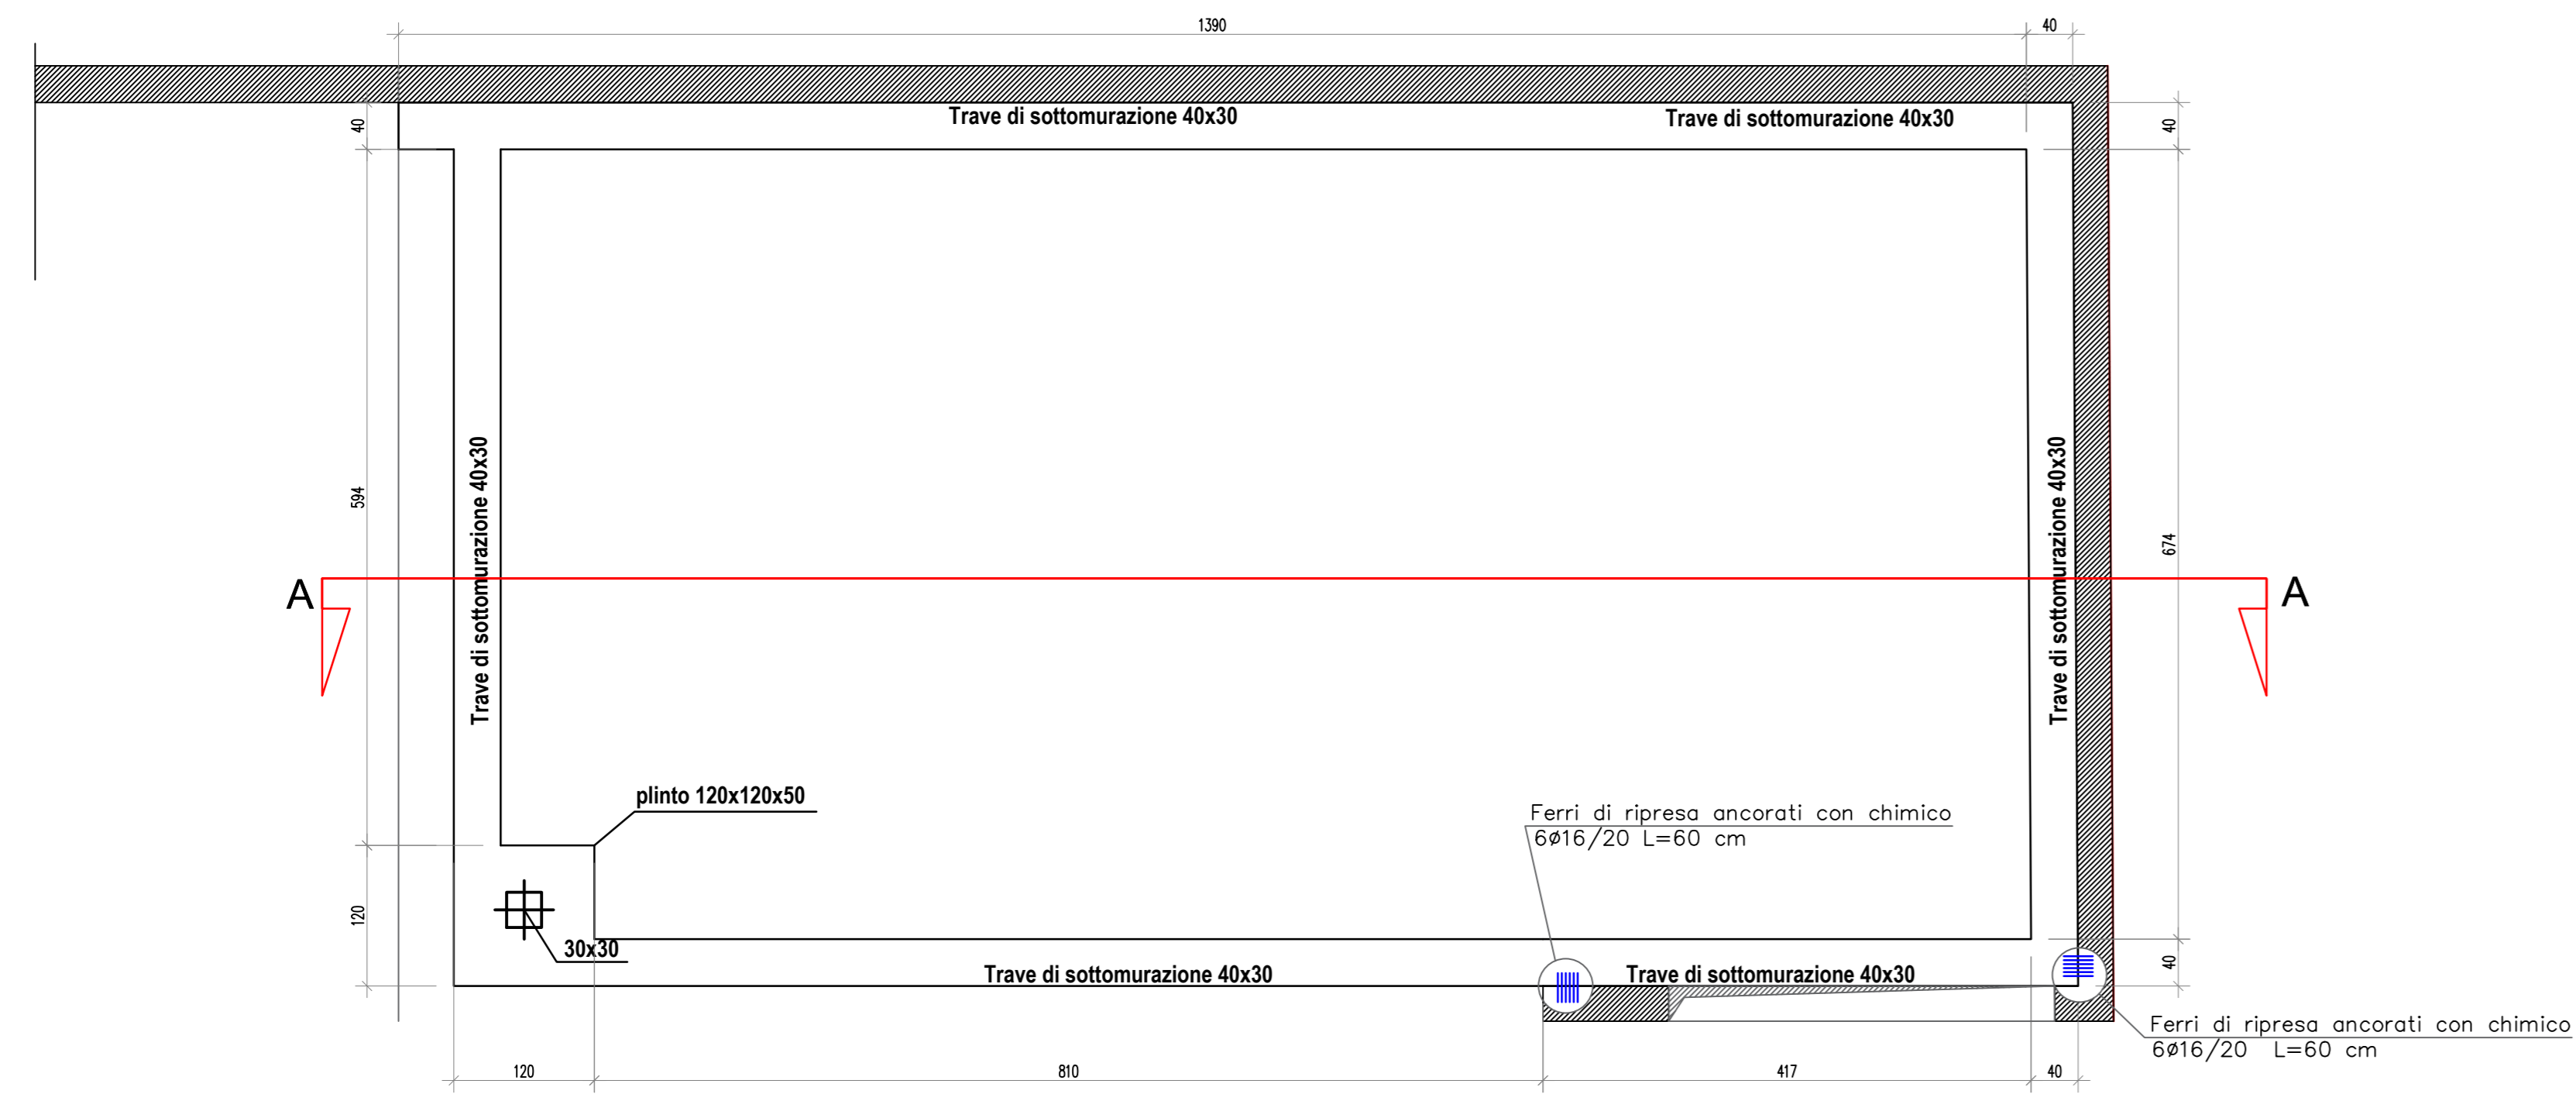 1390
40
Trave di sottomurazione 40x30
Trave di sottomurazione 40x30
40
40
Trave di sottomurazione 40x30
Trave di sottomurazione 40x30
594
674
A
A
plinto 120x120x50
Ferri di ripresa ancorati con chimico
6ø16/20 L=60 cm
120
30x30
Trave di sottomurazione 40x30
Trave di sottomurazione 40x30
40
Ferri di ripresa ancorati con chimico
6ø16/20 L=60 cm
120
810
417
40